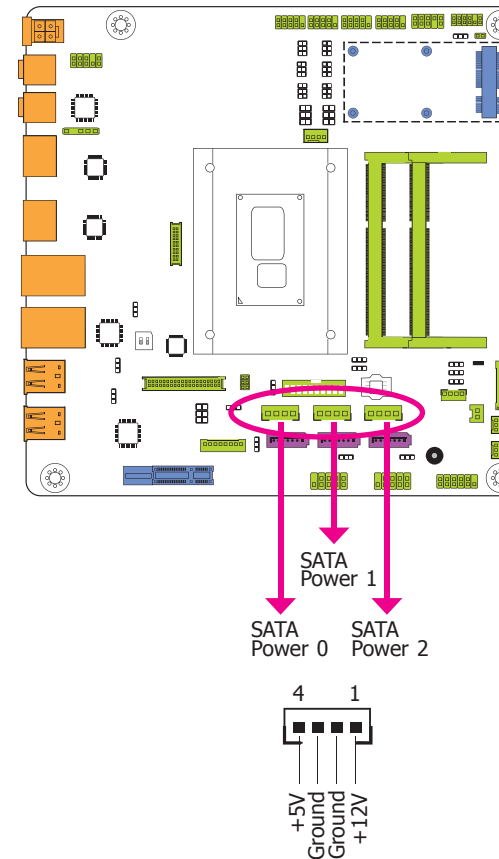 SATA
Power 1
SATA
Power 0
SATA
Power 2
4 1
+5V
Ground
Ground
+12V